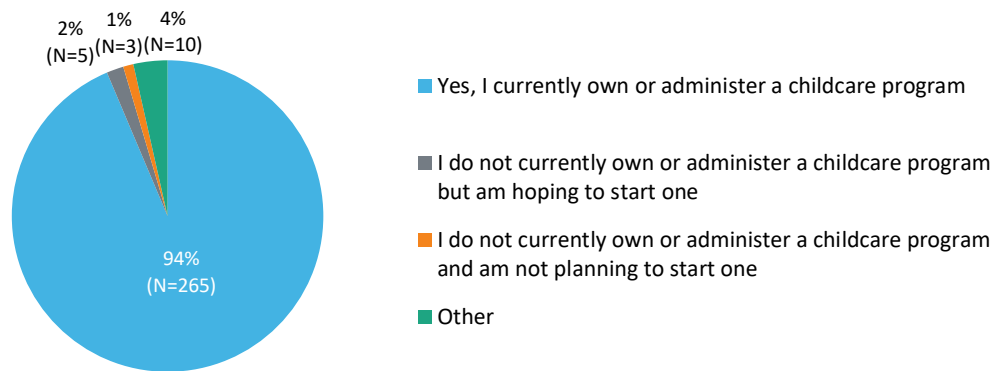 2%
(N=5)
1%
(N=3)
4%
(N=10)
94%
(N=265)
Yes, I currently own or administer a childcare program
I do not currently own or administer a childcare program
but am hoping to start one
I do not currently own or administer a childcare program
and am not planning to start one
Other